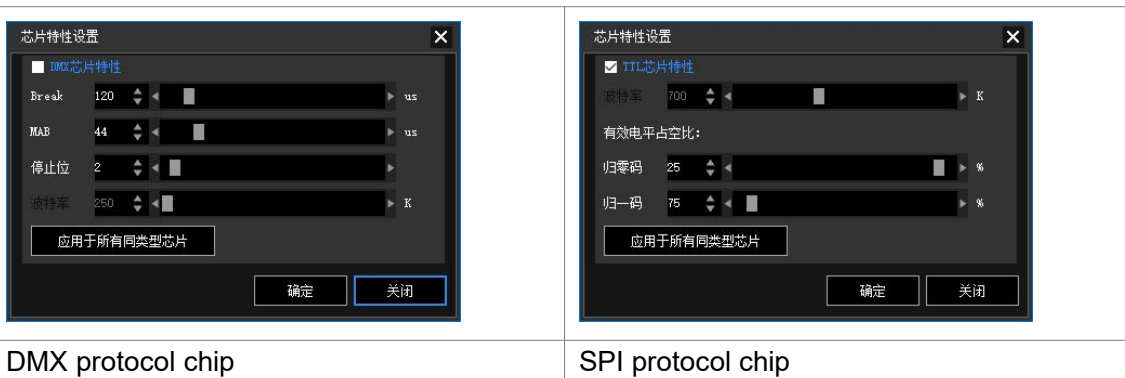 芯片特性设置
DMX芯片特性
Break 120 us
MAB 44 us
停止位 2
波特率 250 K
应用于所有同类型芯片
确定 关闭
DMX protocol chip
芯片特性设置
TTL芯片特性
波特率 700 K
有效电平占空比：
归零码 25 %
归一码 75 %
应用于所有同类型芯片
确定 关闭
SPI protocol chip